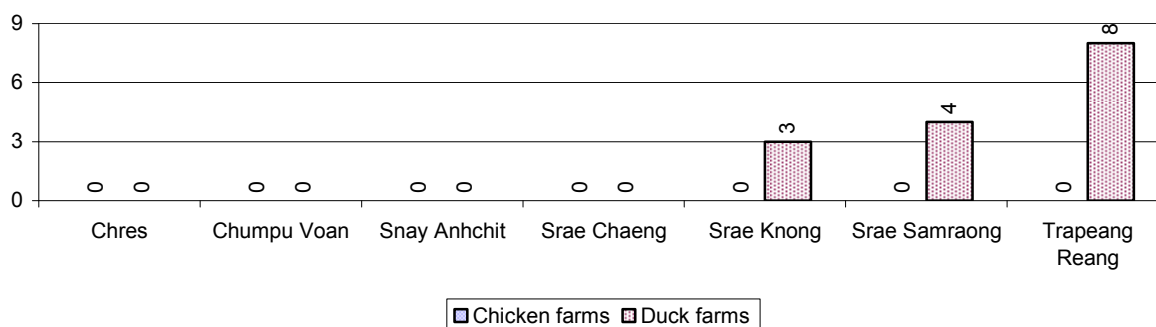 9
8
6
4
3
3
0 0 0 0 0 0 0 0 0 0 0
0
Chres Chumpu Voan Snay Anhchit Srae Chaeng Srae Knong Srae Samraong Trapeang
Reang
Chicken farms Duck farms